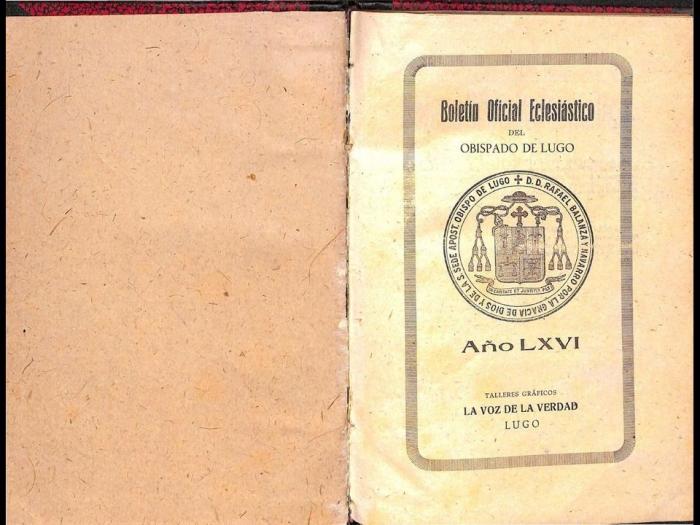 Boletín Oficial Eclesiástico
DEL
OBISPADO DE LUGO
✝ D. D. RAFAEL BALANZA Y NAVARRO POR LA GRACIA DE DIOS Y DE LA S. SEDE APOST. OBISPO DE LUGO
Año LXVI
TALLERES GRÁFICOS
LA VOZ DE LA VERDAD
LUGO